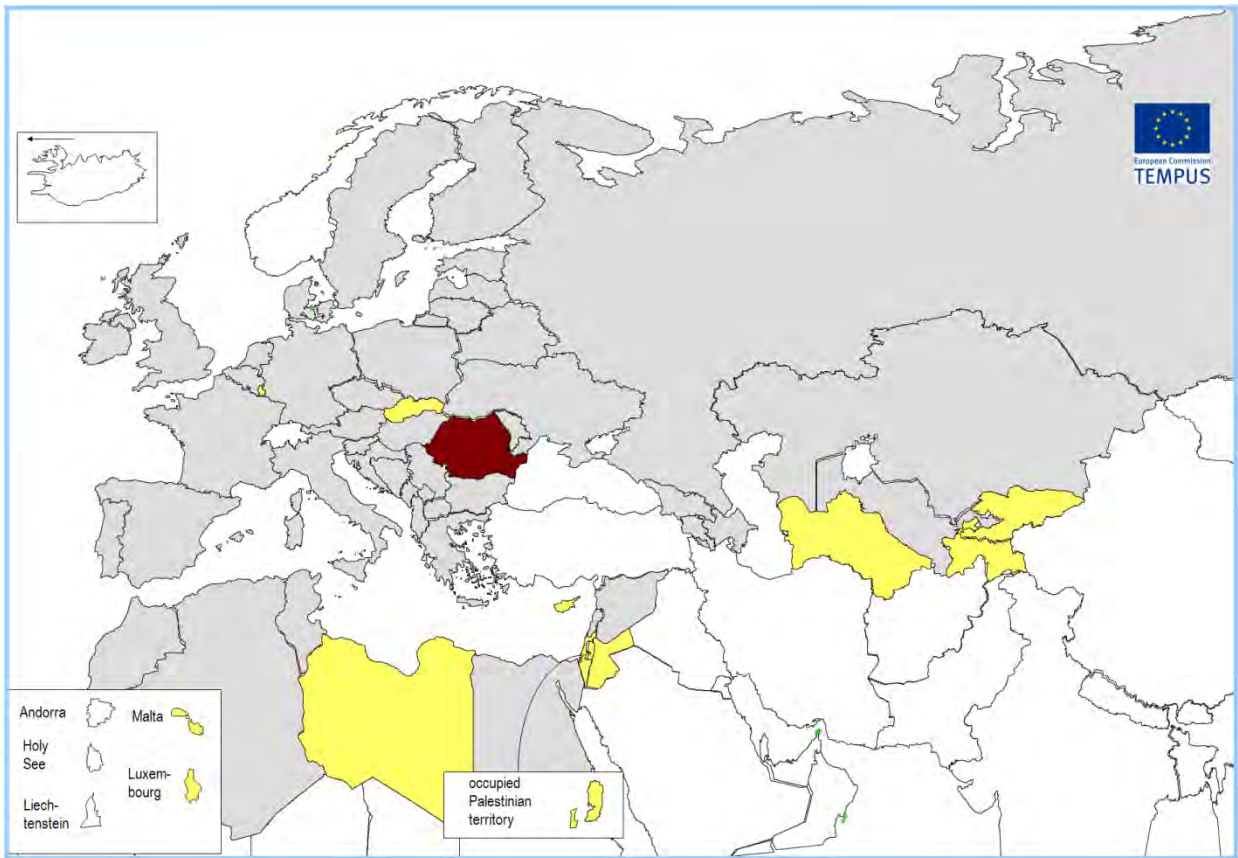 European Commission
TEMPUS
Andorra
Malta
Holy
See
Luxem-
bourg
Liech-
tenstein
occupied
Palestinian
territory